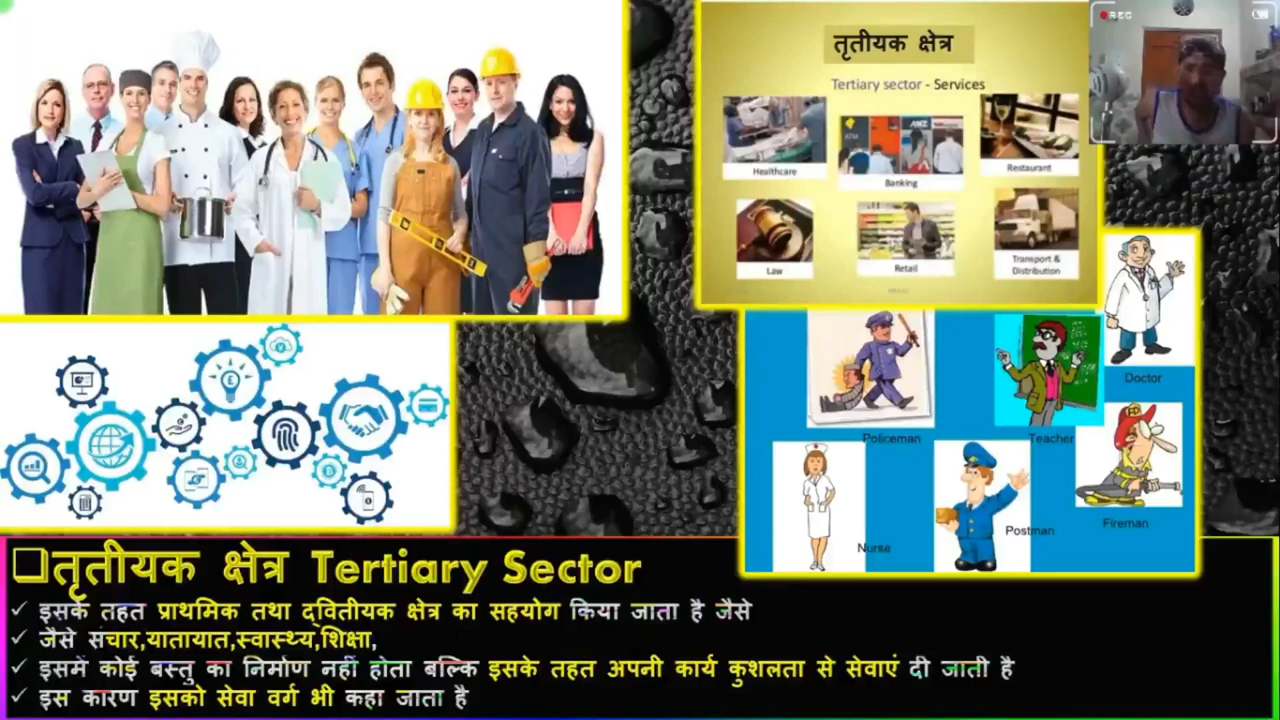 तृतीयक क्षेत्र
Tertiary sector - Services
Healthcare
Banking
Restaurant
Law
Retail
Transport &
Distribution
REC
ATM
ANZ
Doctor
Policeman
Teacher
Nurse
Postman
Fireman
तृतीयक क्षेत्र Tertiary Sector
✓ इसके तहत प्राथमिक तथा द्वितीयक क्षेत्र का सहयोग किया जाता है जैसे
✓ जैसे संचार,यातायात,स्वास्थ्य,शिक्षा,
✓ इसमें कोई बस्तु का निर्माण नहीं होता बल्कि इसके तहत अपनी कार्य कुशलता से सेवाएं दी जाती है
✓ इस कारण इसको सेवा वर्ग भी कहा जाता है